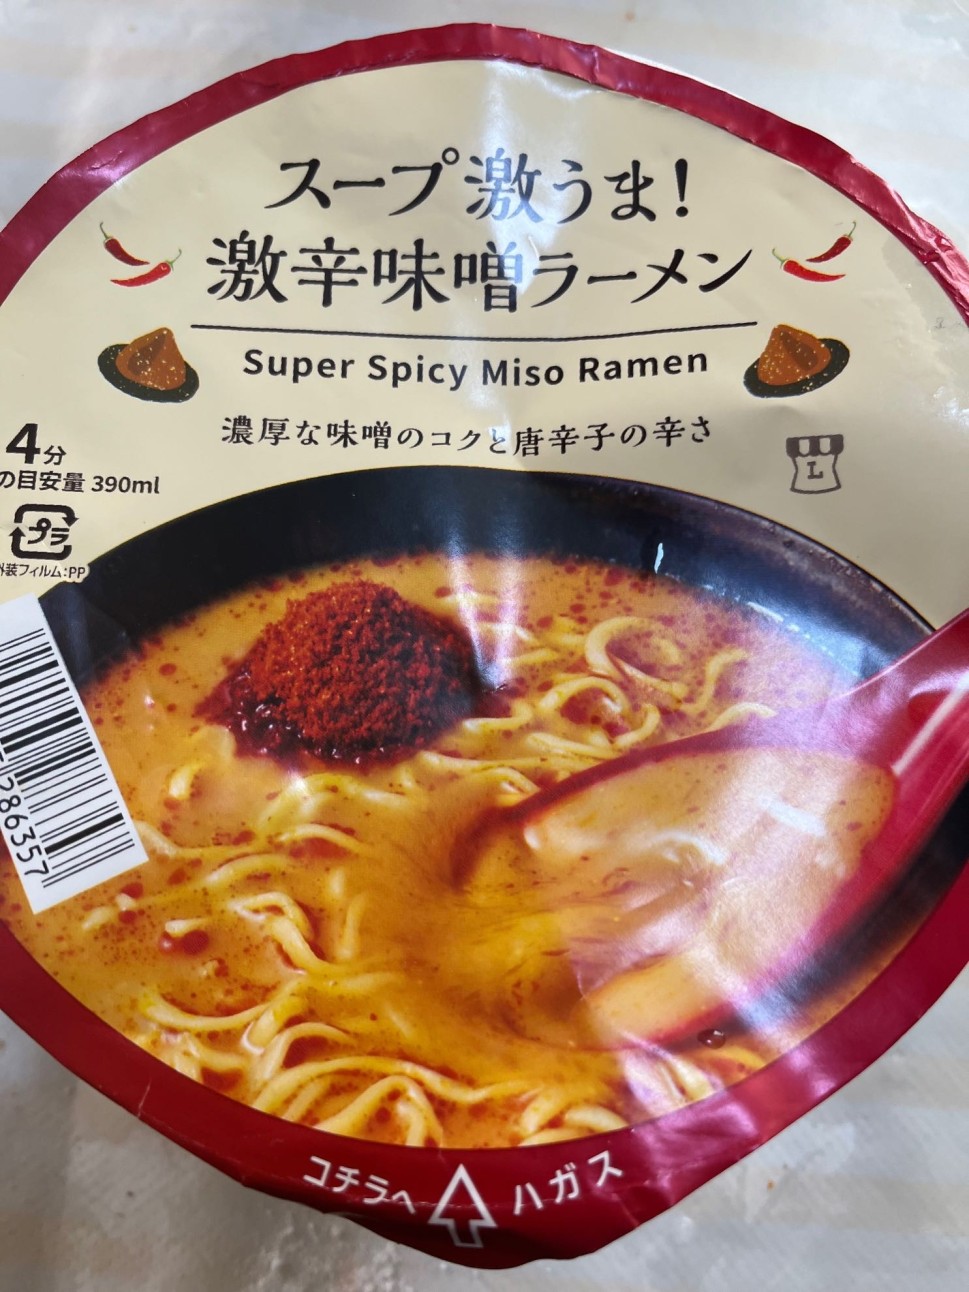 スープ激うま!
激辛味噌ラーメン
Super Spicy Miso Ramen
濃厚な味噌のコクと唐辛子の辛さ
4分
の目安量 390ml
プラ
外装フィルム:PP
L
286357
コチラへ ハガス